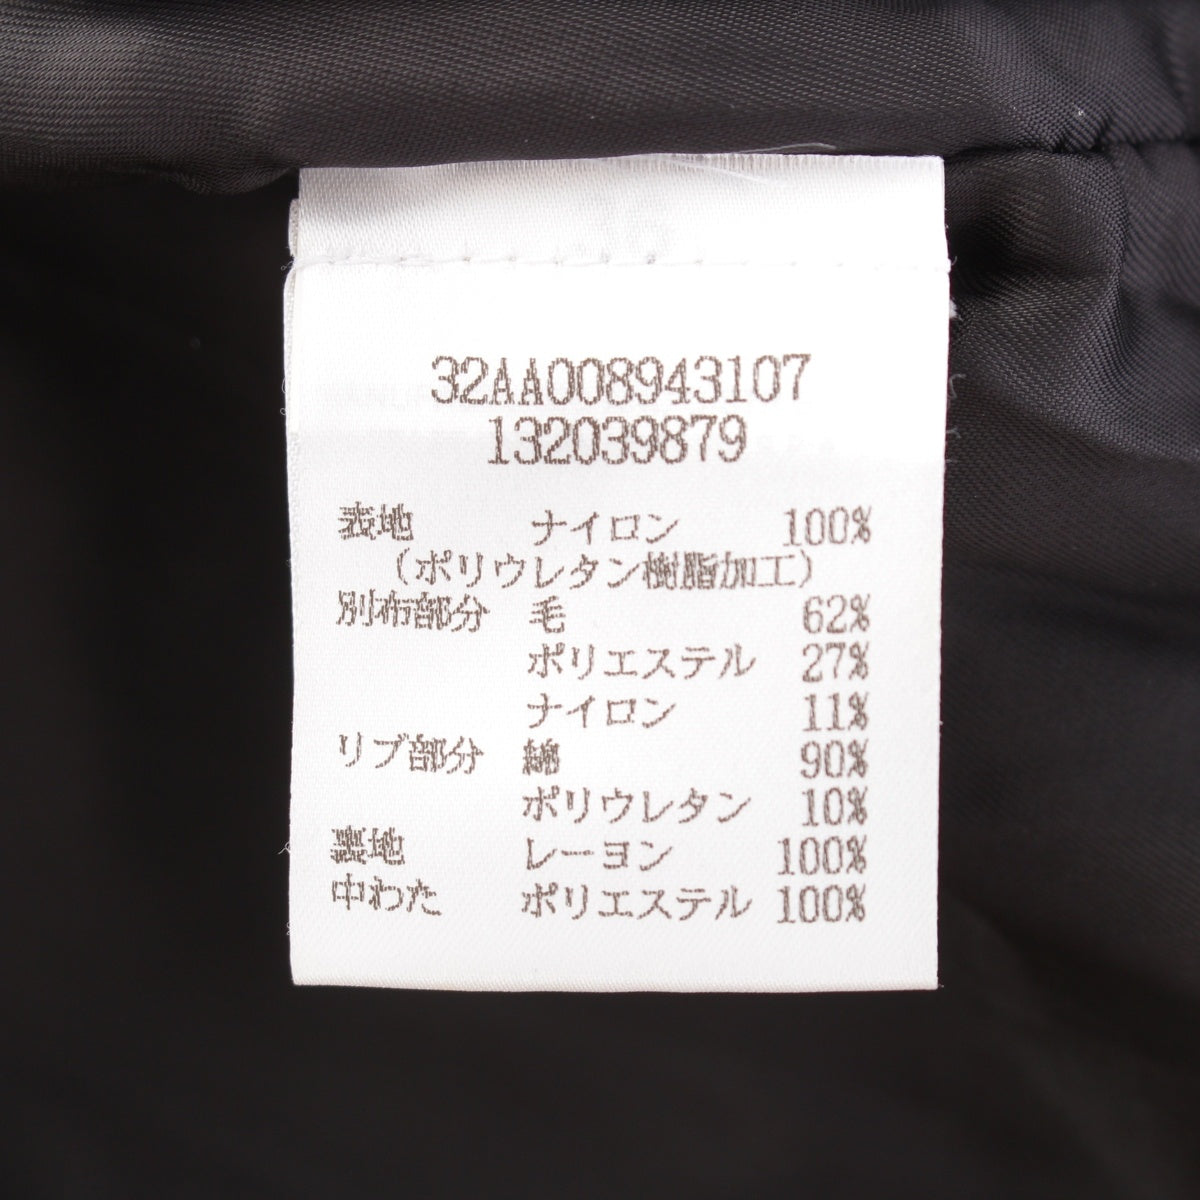 32AA008943107
132039879
表地 ナイロン 100%
(ポリウレタン樹脂加工)
別布部分 毛 62%
ポリエステル 27%
ナイロン 11%
リブ部分 綿 90%
ポリウレタン 10%
裏地 レーヨン 100%
中わた ポリエステル 100%